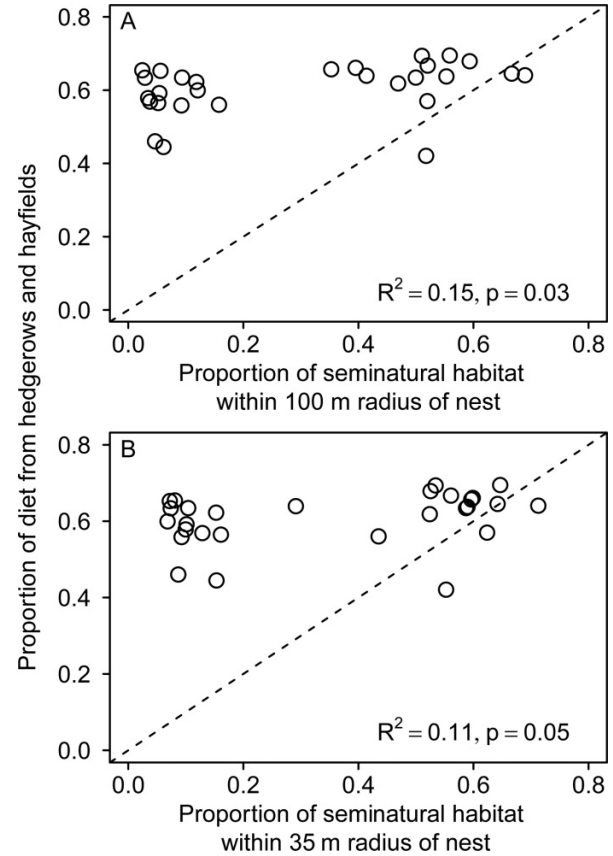 Proportion of diet from hedgerows and hayfields
A
0.8
0.6
0.4
0.2
0.0
R² = 0.15, p = 0.03
0.0 0.2 0.4 0.6 0.8
Proportion of seminatural habitat
within 100 m radius of nest
B
0.8
0.6
0.4
0.2
0.0
R² = 0.11, p = 0.05
0.0 0.2 0.4 0.6 0.8
Proportion of seminatural habitat
within 35 m radius of nest